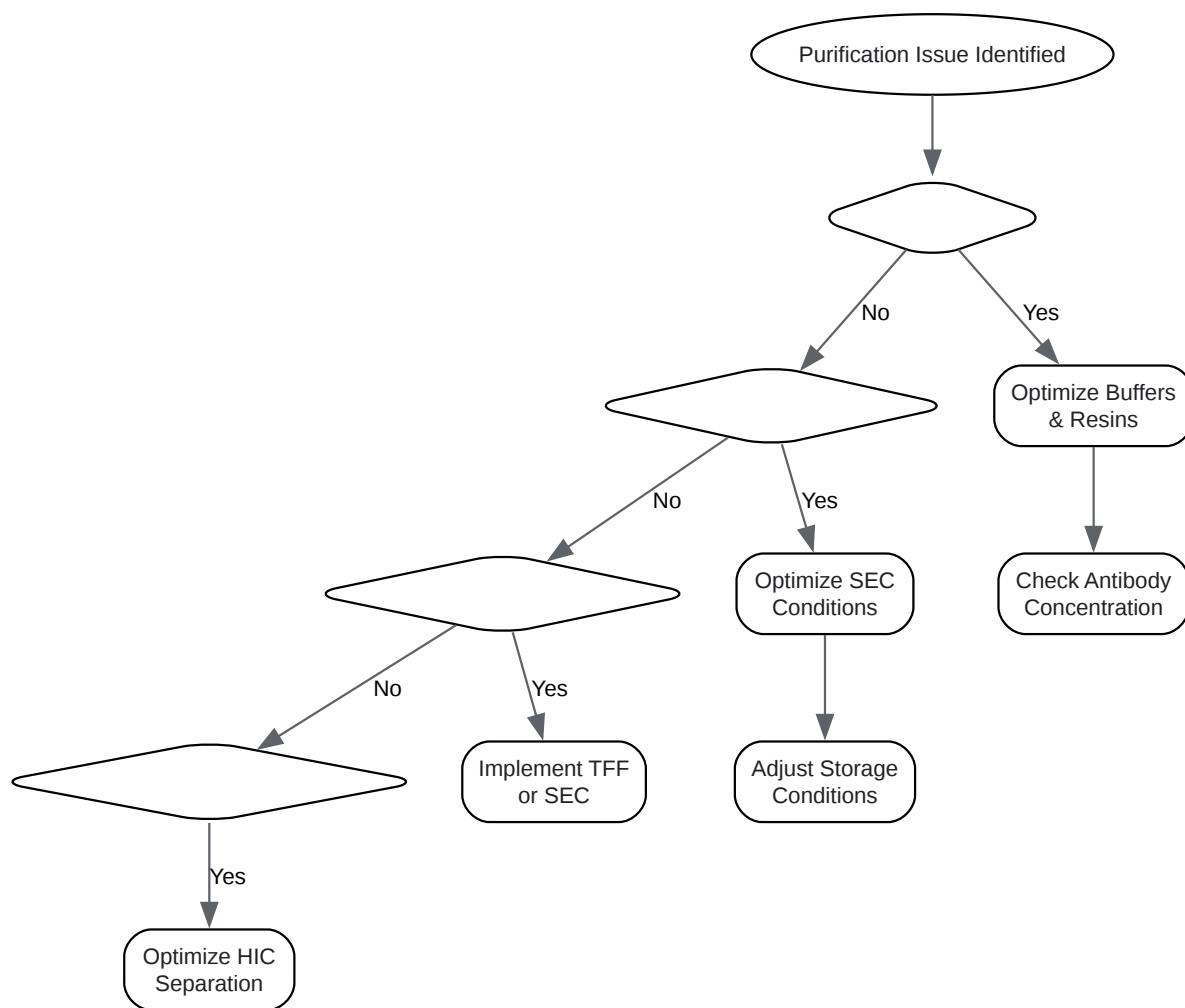 Purification Issue Identified
No
Yes
Optimize Buffers
& Resins
No
Yes
Optimize SEC
Conditions
Check Antibody
Concentration
No
Yes
Implement TFF
or SEC
Adjust Storage
Conditions
Yes
Optimize HIC
Separation